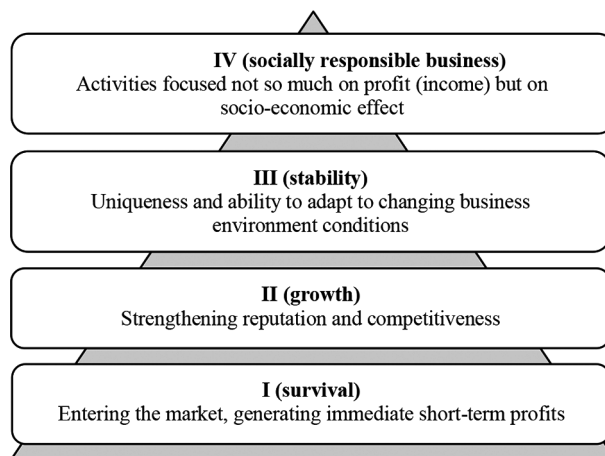 IV (socially responsible business)
Activities focused not so much on profit (income) but on
socio-economic effect
III (stability)
Uniqueness and ability to adapt to changing business
environment conditions
II (growth)
Strengthening reputation and competitiveness
I (survival)
Entering the market, generating immediate short-term profits